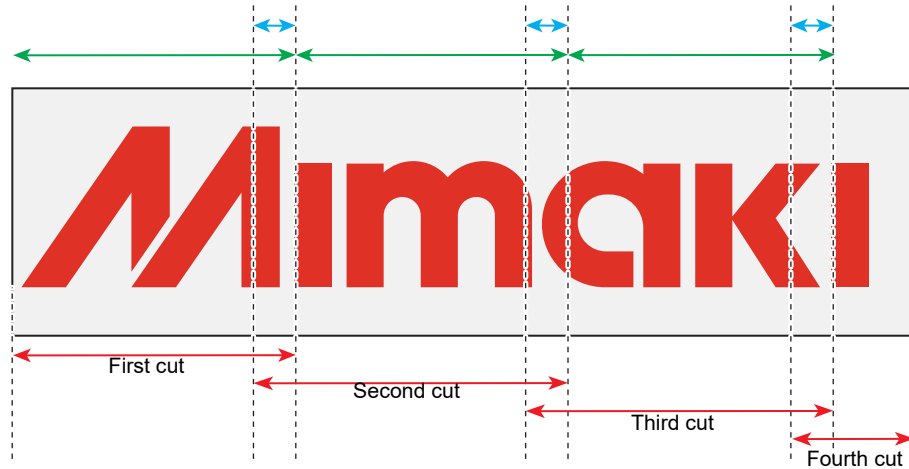 Mimaki
First cut
Second cut
Third cut
Fourth cut